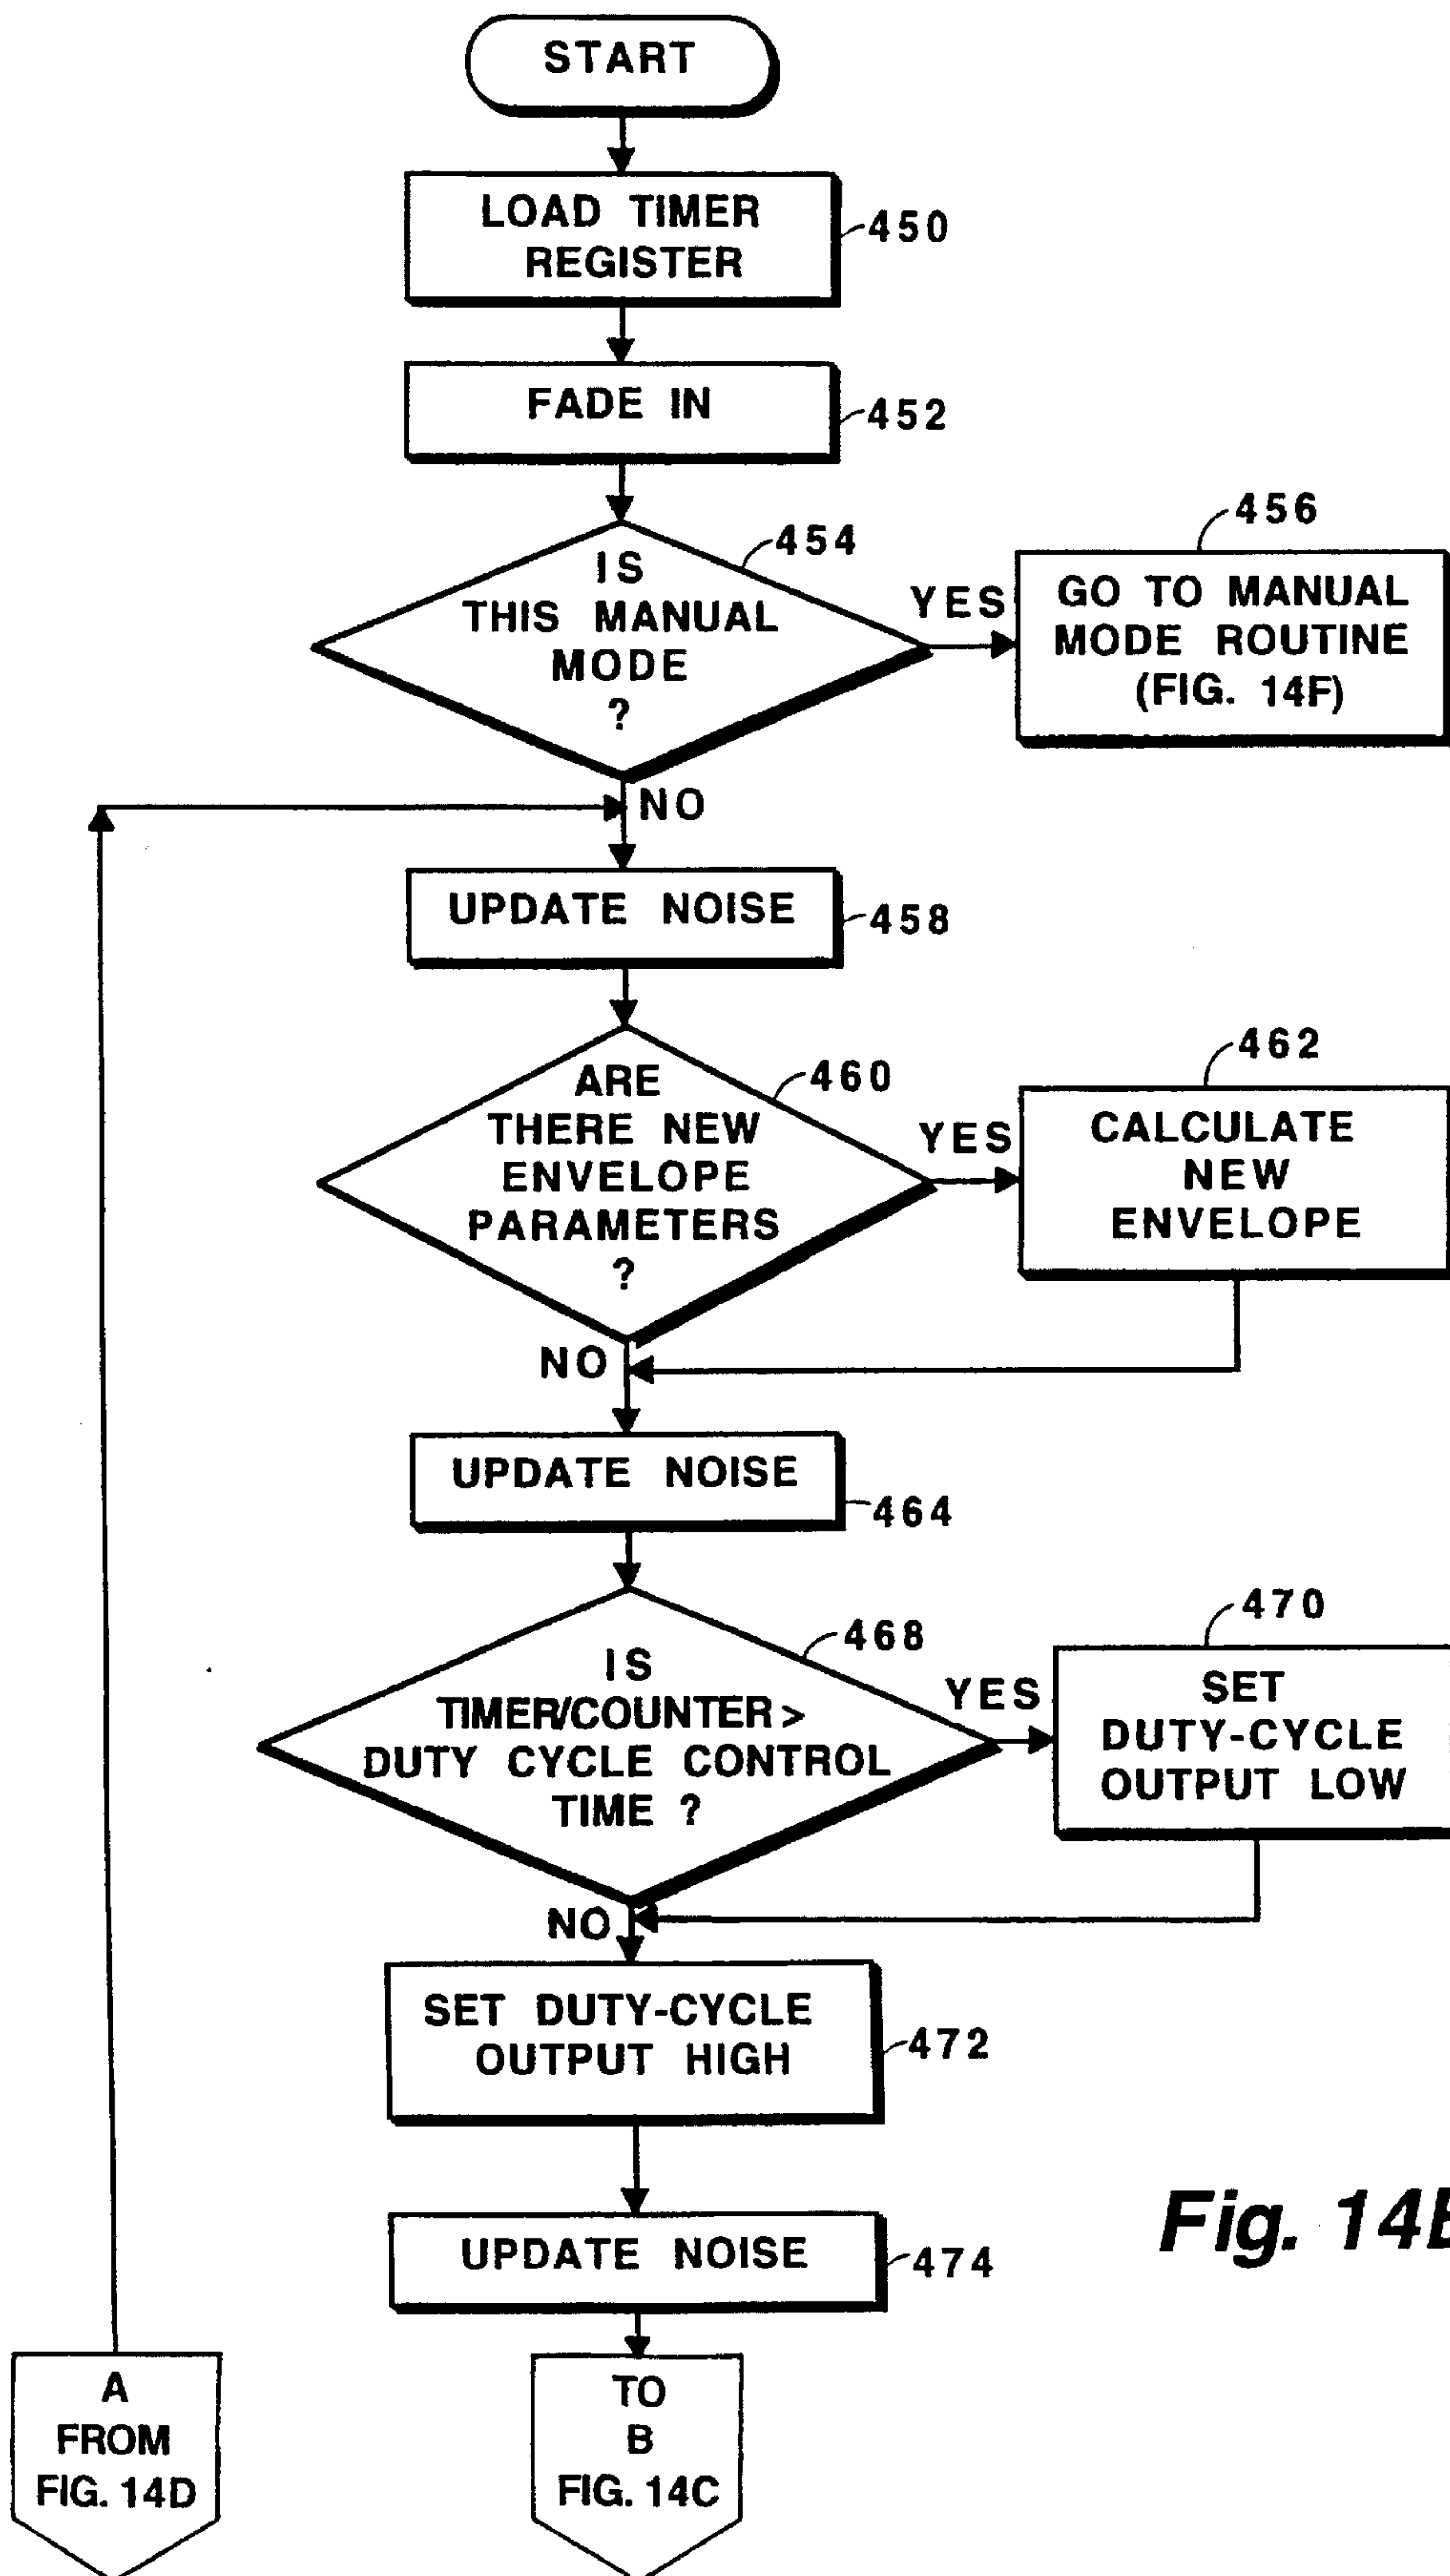 START
LOAD TIMER
REGISTER
450
FADE IN
452
IS
THIS MANUAL
MODE
?
454
YES
456
GO TO MANUAL
MODE ROUTINE
(FIG. 14F)
NO
UPDATE NOISE
458
ARE
THERE NEW
ENVELOPE
PARAMETERS
?
460
YES
462
CALCULATE
NEW
ENVELOPE
NO
UPDATE NOISE
464
IS
TIMER/COUNTER >
DUTY CYCLE CONTROL
TIME ?
468
YES
470
SET
DUTY-CYCLE
OUTPUT LOW
NO
SET DUTY-CYCLE
OUTPUT HIGH
472
UPDATE NOISE
474
A
FROM
FIG. 14D
TO
B
FIG. 14C
Fig. 14